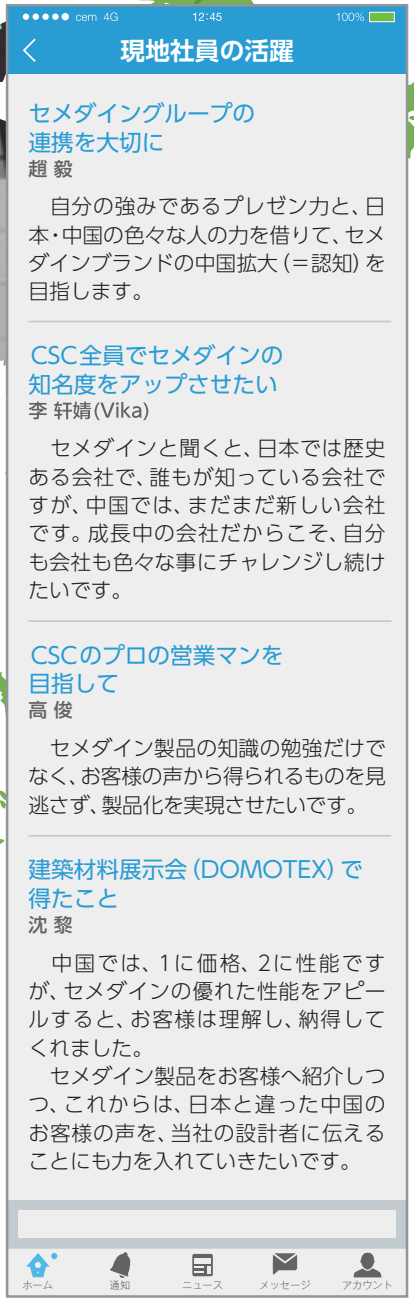 cem 4G 12:45 100%
現地社員の活躍
セメダイングループの
連携を大切に
趙 毅
自分の強みであるプレゼン力と、日
本・中国の色々な人の力を借りて、セメ
ダインブランドの中国拡大(=認知)を
目指します。
CSC全員でセメダインの
知名度をアップさせたい
李 轩婧(Vika)
セメダインと聞くと、日本では歴史
ある会社で、誰もが知っている会社で
すが、中国では、まだまだ新しい会社
です。成長中の会社だからこそ、自分
も会社も色々な事にチャレンジし続け
たいです。
CSCのプロの営業マンを
目指して
高 俊
セメダイン製品の知識の勉強だけで
なく、お客様の声から得られるものを見
逃さず、製品化を実現させたいです。
建築材料展示会(DOMOTEX)で
得たこと
沈 黎
中国では、1に価格、2に性能です
が、セメダインの優れた性能をアピー
ルすると、お客様は理解し、納得して
くれました。
セメダイン製品をお客様へ紹介しつ
つ、これからは、日本と違った中国の
お客様の声を、当社の設計者に伝える
ことにも力を入れていきたいです。
ホーム 通知 ニュース メッセージ アカウント